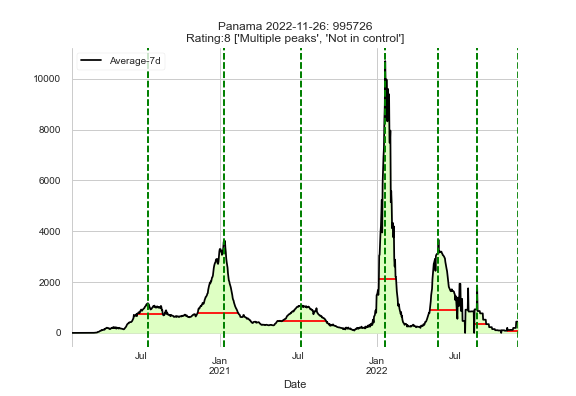 Panama 2022-11-26: 995726
Rating:8 ['Multiple peaks', 'Not in control']
Average-7d
10000
8000
6000
4000
2000
0
Jul
Jan
2021
Jul
Jan
2022
Jul
Date